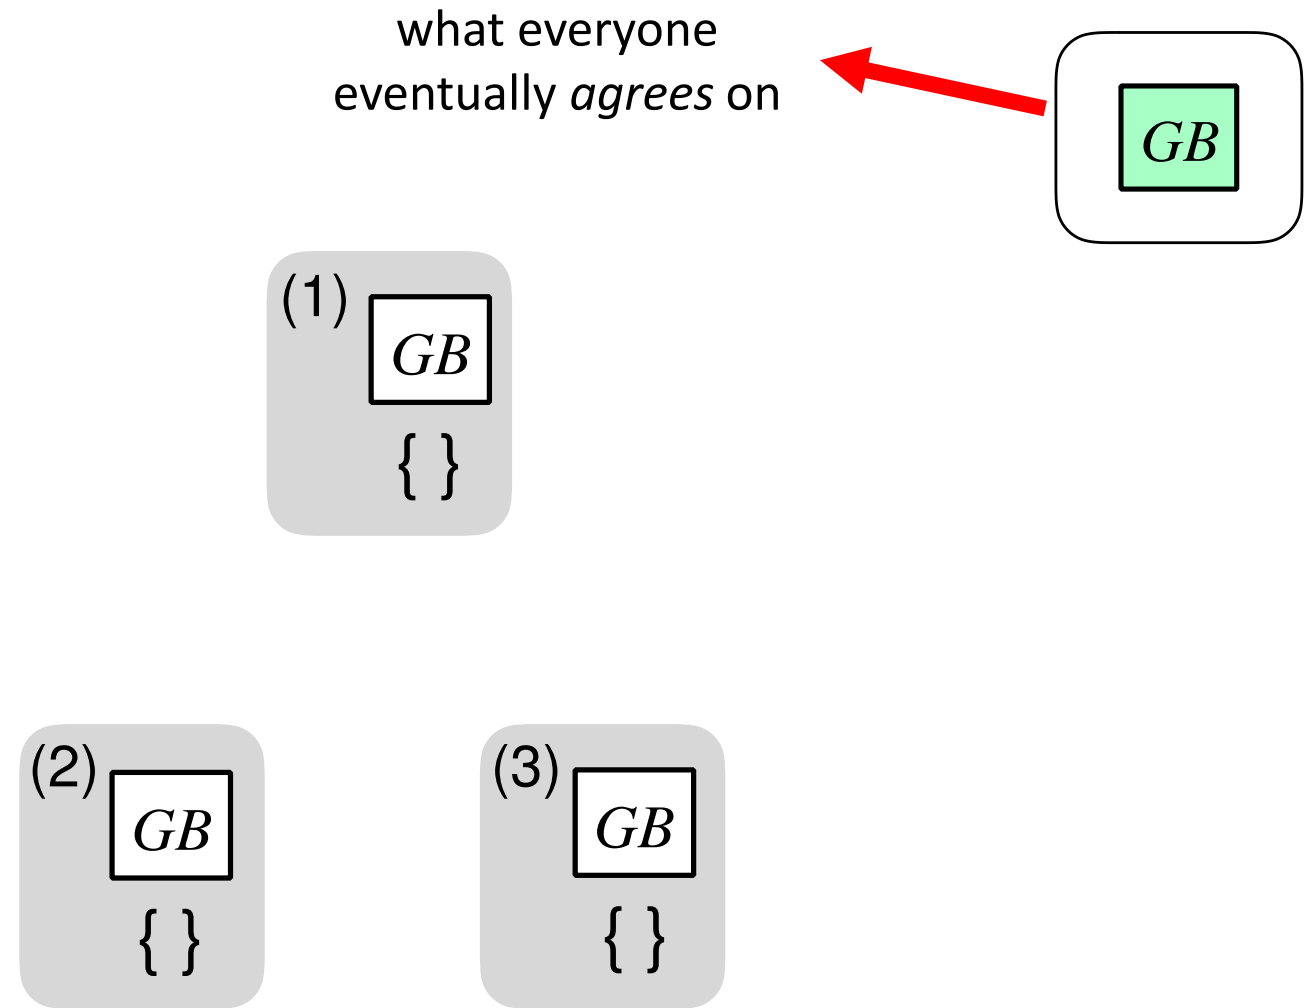 what everyone
eventually agrees on
GB
(1)
GB
{ }
(2)
GB
{ }
(3)
GB
{ }